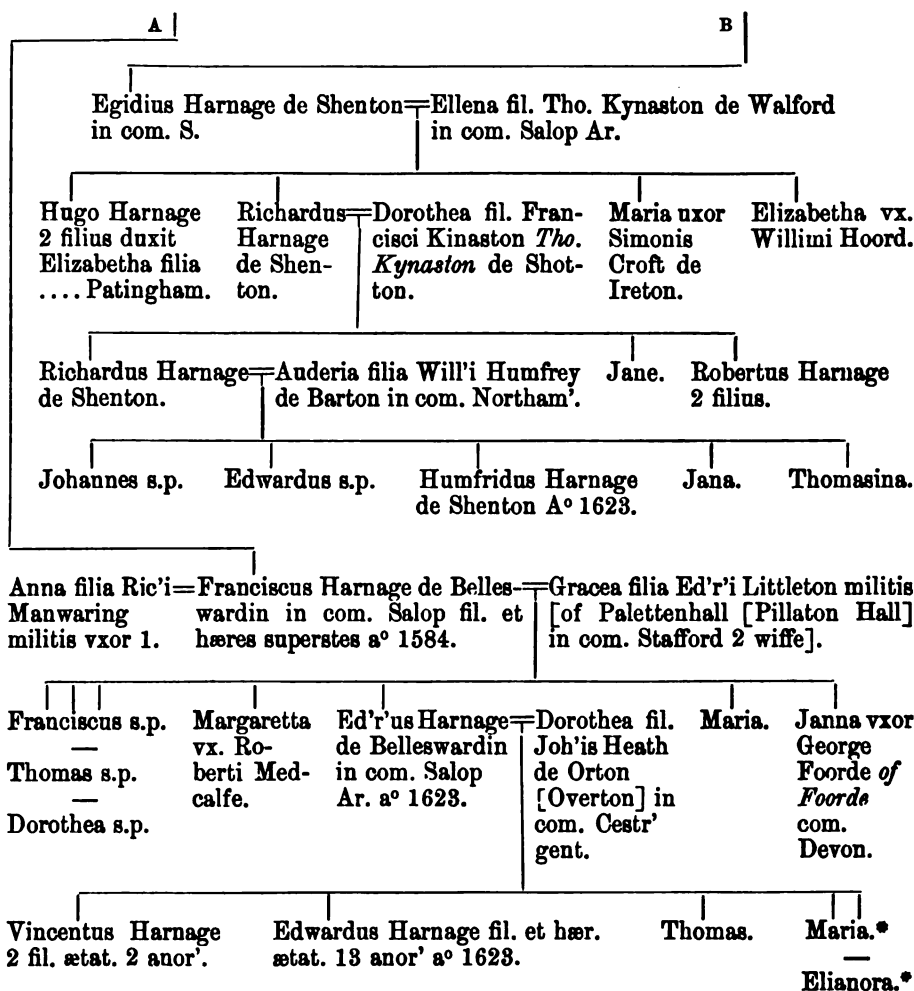 A
B
Egidius Harnage de Shenton
in com. S.
Ellena fil. Tho. Kynaston de Walford
in com. Salop Ar.
Hugo Harnage
2 filius duxit
Elizabetha filia
.... Patingham.
Richardus
Harnage
de Shen-
ton.
Dorothea fil. Fran-
cisci Kinaston Tho.
Kynaston de Shot-
ton.
Maria uxor
Simonis
Croft de
Ireton.
Elizabetha vx.
Willimi Hoord.
Richardus Harnage
de Shenton.
Auderia filia Will'i Humfrey
de Barton in com. Northam'.
Jane.
Robertus Harnage
2 filius.
Johannes s.p.
Edwardus s.p.
Humfridus Harnage
de Shenton Aº 1623.
Jana.
Thomasina.
Anna filia Ric'i
Manwaring
militis vxor 1.
Franciscus Harnage de Belles-
wardin in com. Salop fil. et
hæres superstes aº 1584.
Gracea filia Ed'r'i Littleton militis
[of Palettenhall [Pillaton Hall]
in com. Stafford 2 wiffe].
Franciscus s.p.
—
Thomas s.p.
—
Dorothea s.p.
Margaretta
vx. Ro-
berti Med-
calfe.
Ed'r'us Harnage
de Belleswardin
in com. Salop
Ar. aº 1623.
Dorothea fil.
Joh'is Heath
de Orton
[Overton] in
com. Cestr'
gent.
Maria.
Janna vxor
George
Foorde of
Foorde
com.
Devon.
Vincentus Harnage
2 fil. ætat. 2 anor'.
Edwardus Harnage fil. et hær.
ætat. 13 anor' aº 1623.
Thomas.
Maria.*
—
Elianora.*